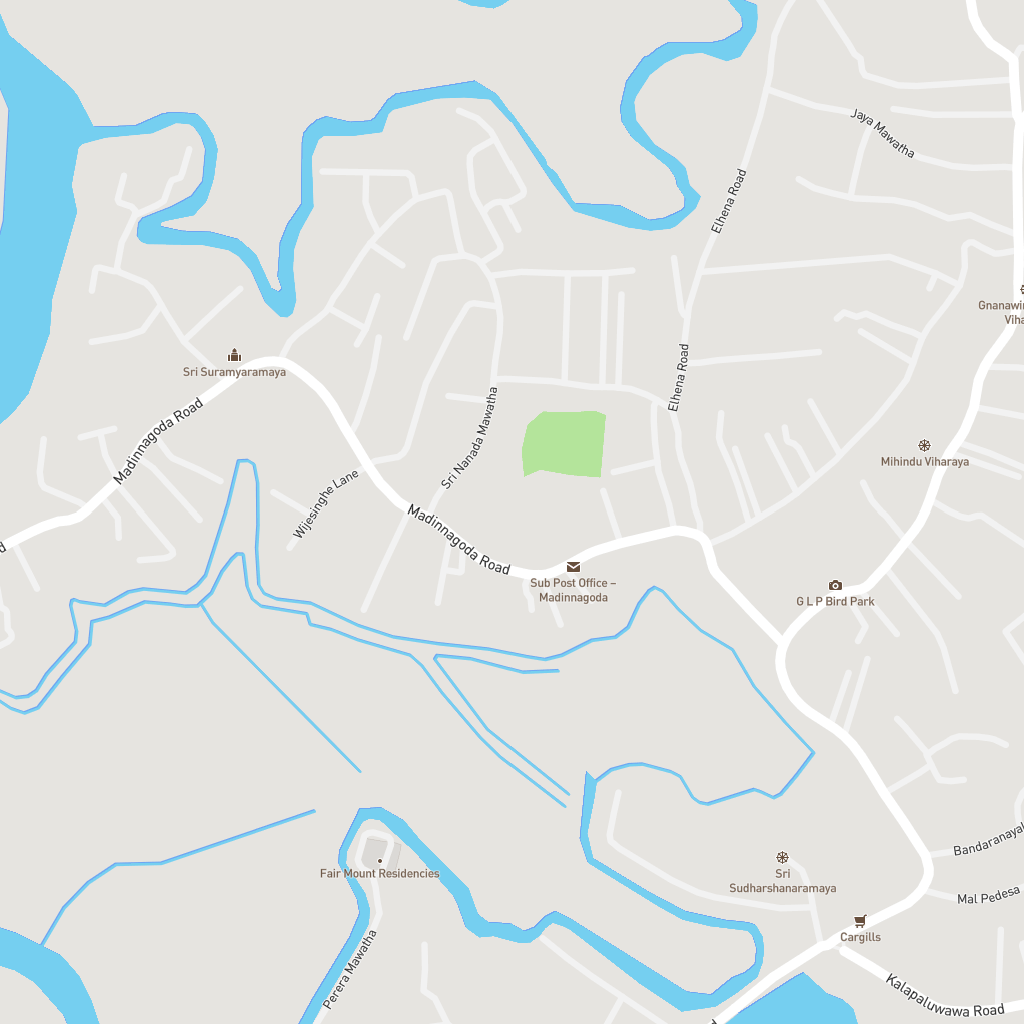 Jaya Mawatha
Elhena Road
Gnanawi
Viha
Sri Suramyaramaya
Elhena Road
Madinnagoda Road
Sri Nanada Mawatha
Mihindu Viharaya
Wijesinghe Lane
Madinnagoda Road
Sub Post Office –
Madinnagoda
G L P Bird Park
Bandaranaya
Fair Mount Residencies
Sri
Sudharshanaramaya
Mal Pedesa
Cargills
Perera Mawatha
Kalapaluwawa Road